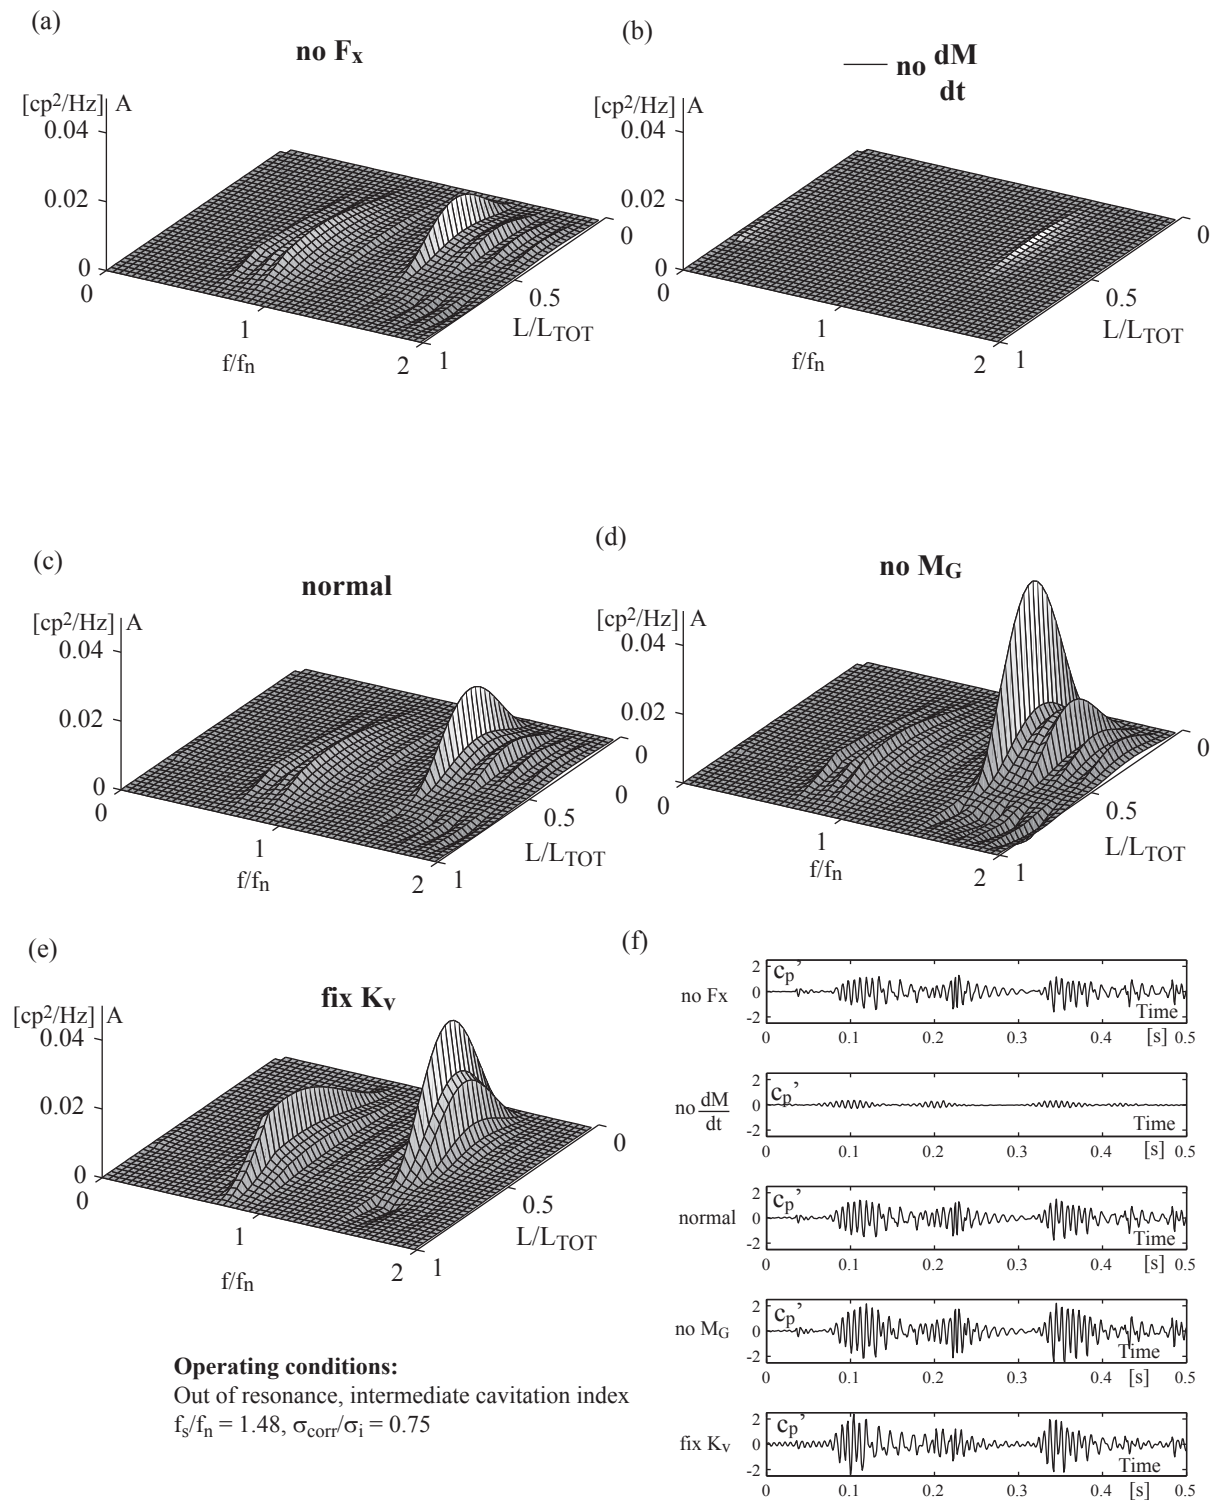 (a)
no Fx
[cp2/Hz] A
0.04
0.02
0
0
1
f/fn
2
1
L/LTOT
0.5
0
(b)
no dM
dt
[cp2/Hz] A
0.04
0.02
0
0
1
f/fn
2
1
L/LTOT
0.5
0
(c)
normal
[cp2/Hz] A
0.04
0.02
0
0
1
f/fn
2
1
L/LTOT
0.5
0
0
(d)
no MG
[cp2/Hz] A
0.04
0.02
0
1
f/fn
2
1
L/LTOT
0.5
0
(e)
fix Kv
[cp2/Hz] A
0.04
0.02
0
0
1
f/fn
2
1
L/LTOT
0.5
0
Operating conditions:
Out of resonance, intermediate cavitation index
fs/fn = 1.48, σcorr/σi = 0.75
(f)
no Fx
2
0
-2
cp’
Time
0 0.1 0.2 0.3 0.4 [s] 0.5
no dM
dt
2
0
-2
cp’
Time
0 0.1 0.2 0.3 0.4 [s] 0.5
normal
2
0
-2
cp’
Time
0 0.1 0.2 0.3 0.4 [s] 0.5
no MG
2
0
-2
cp’
Time
0 0.1 0.2 0.3 0.4 [s] 0.5
fix Kv
2
0
-2
cp’
Time
0 0.1 0.2 0.3 0.4 [s] 0.5